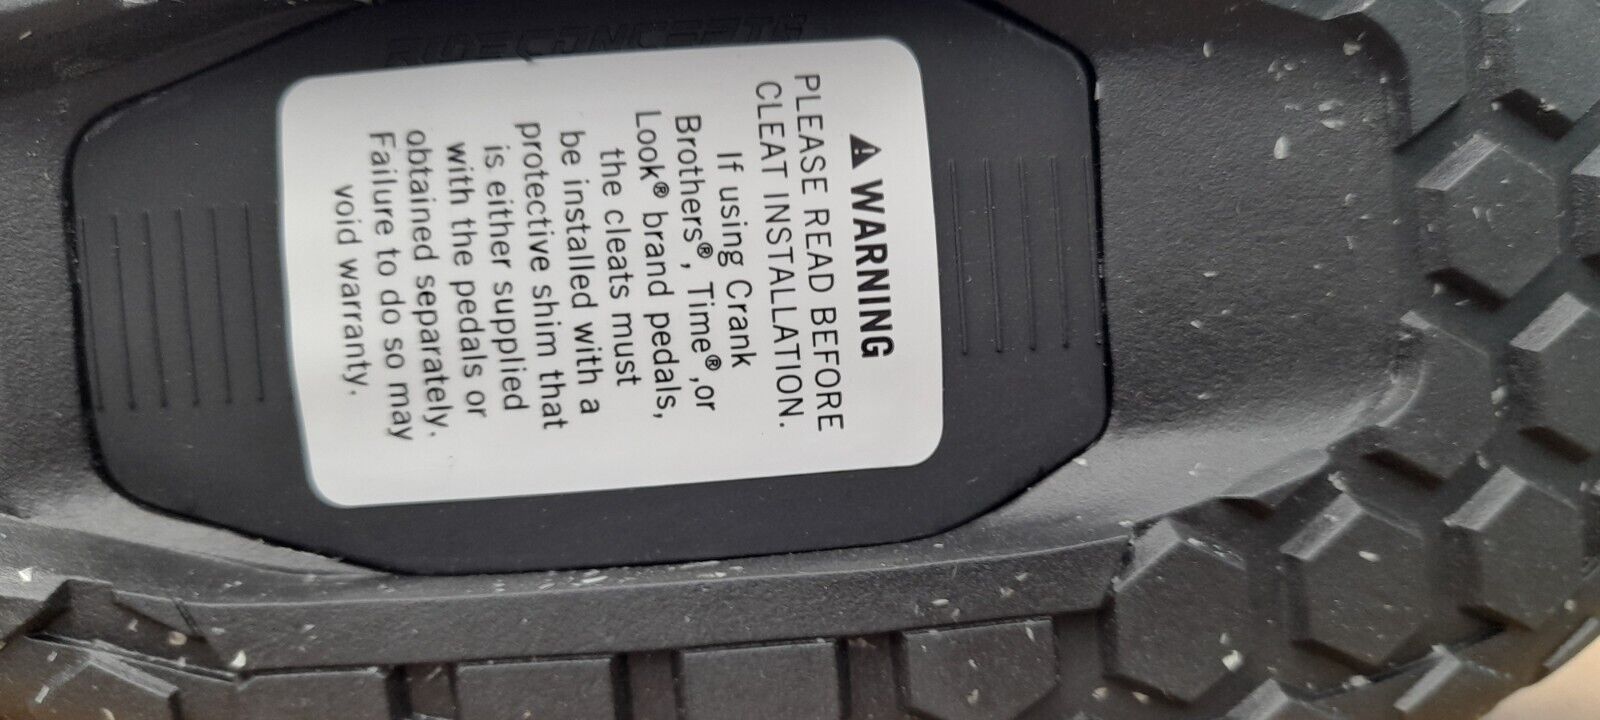 RIDE CONCEPTS
⚠ WARNING
PLEASE READ BEFORE
CLEAT INSTALLATION.
If using Crank
Brothers®, Time®,or
Look® brand pedals,
the cleats must
be installed with a
protective shim that
is either supplied
with the pedals or
obtained separately.
Failure to do so may
void warranty.